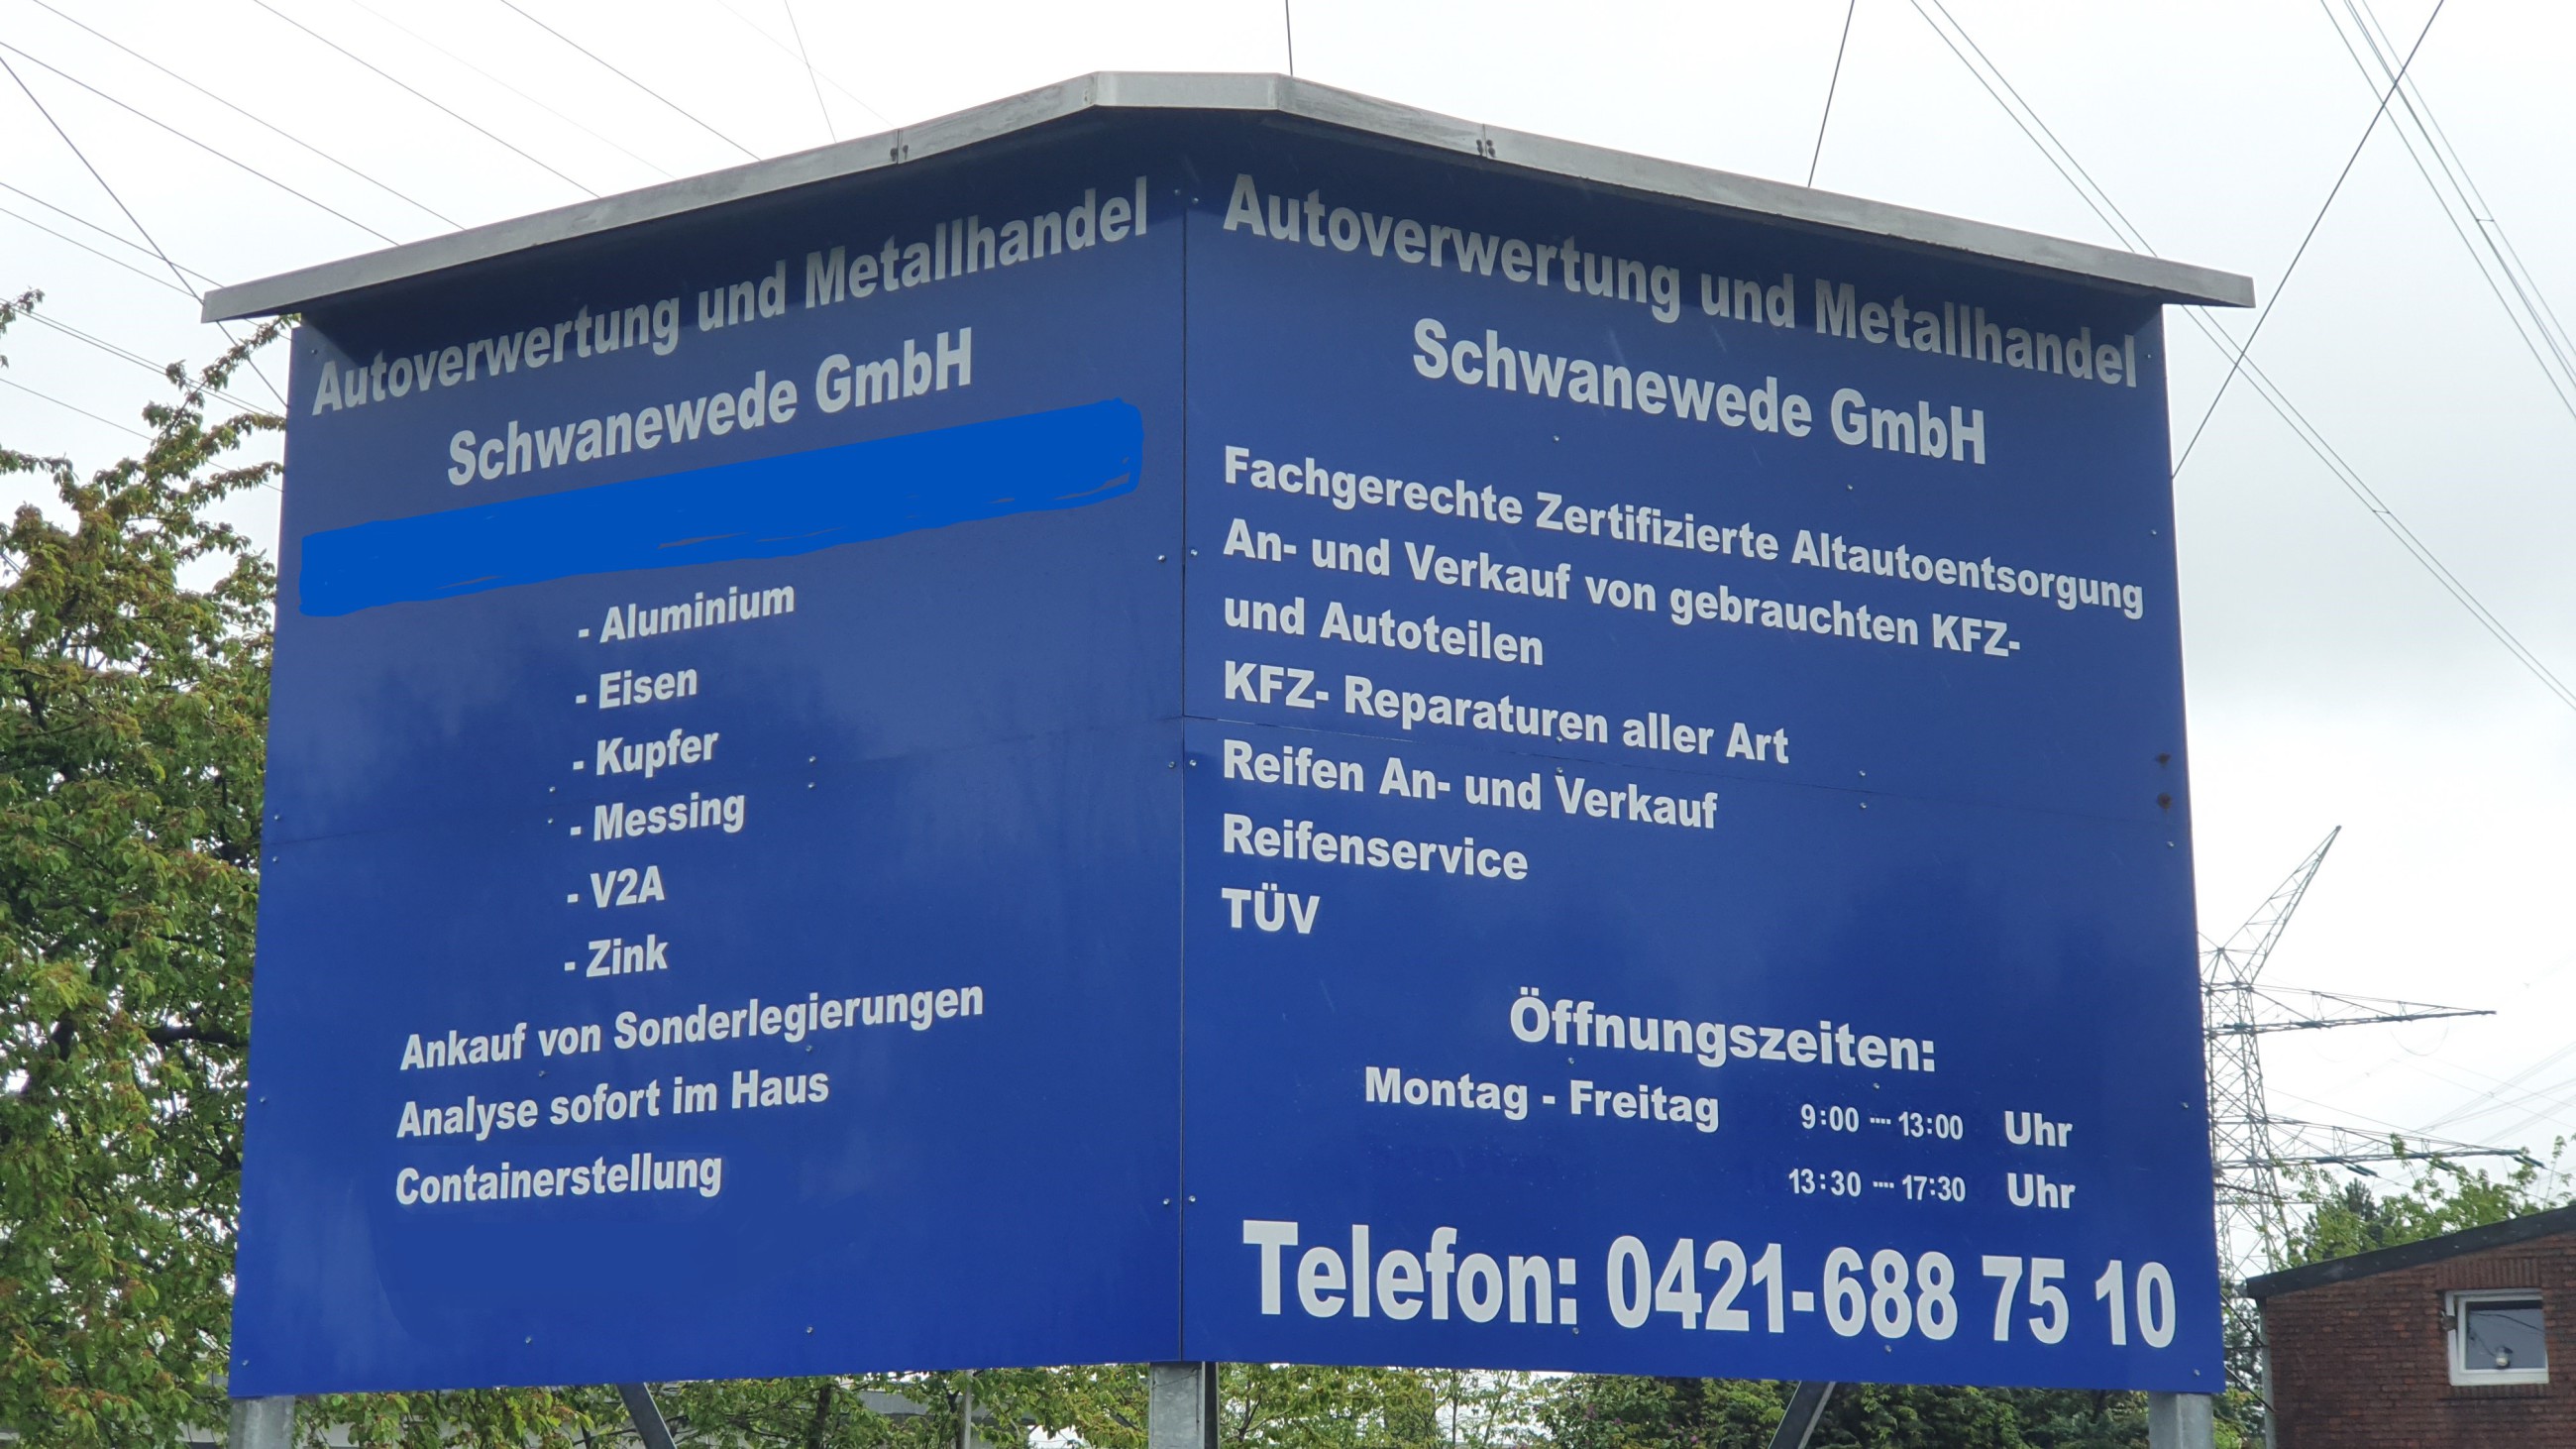 Autoverwertung und Metallhandel
Schwanewede GmbH
- Aluminium
- Eisen
- Kupfer
- Messing
- V2A
- Zink
Ankauf von Sonderlegierungen
Analyse sofort im Haus
Containerstellung
Autoverwertung und Metallhandel
Schwanewede GmbH
Fachgerechte Zertifizierte Altautoentsorgung
An- und Verkauf von gebrauchten KFZ-
und Autoteilen
KFZ- Reparaturen aller Art
Reifen An- und Verkauf
Reifenservice
TÜV
Öffnungszeiten:
Montag - Freitag 9:00 ---- 13:00 Uhr
13:30 ---- 17:30 Uhr
Telefon: 0421-688 75 10